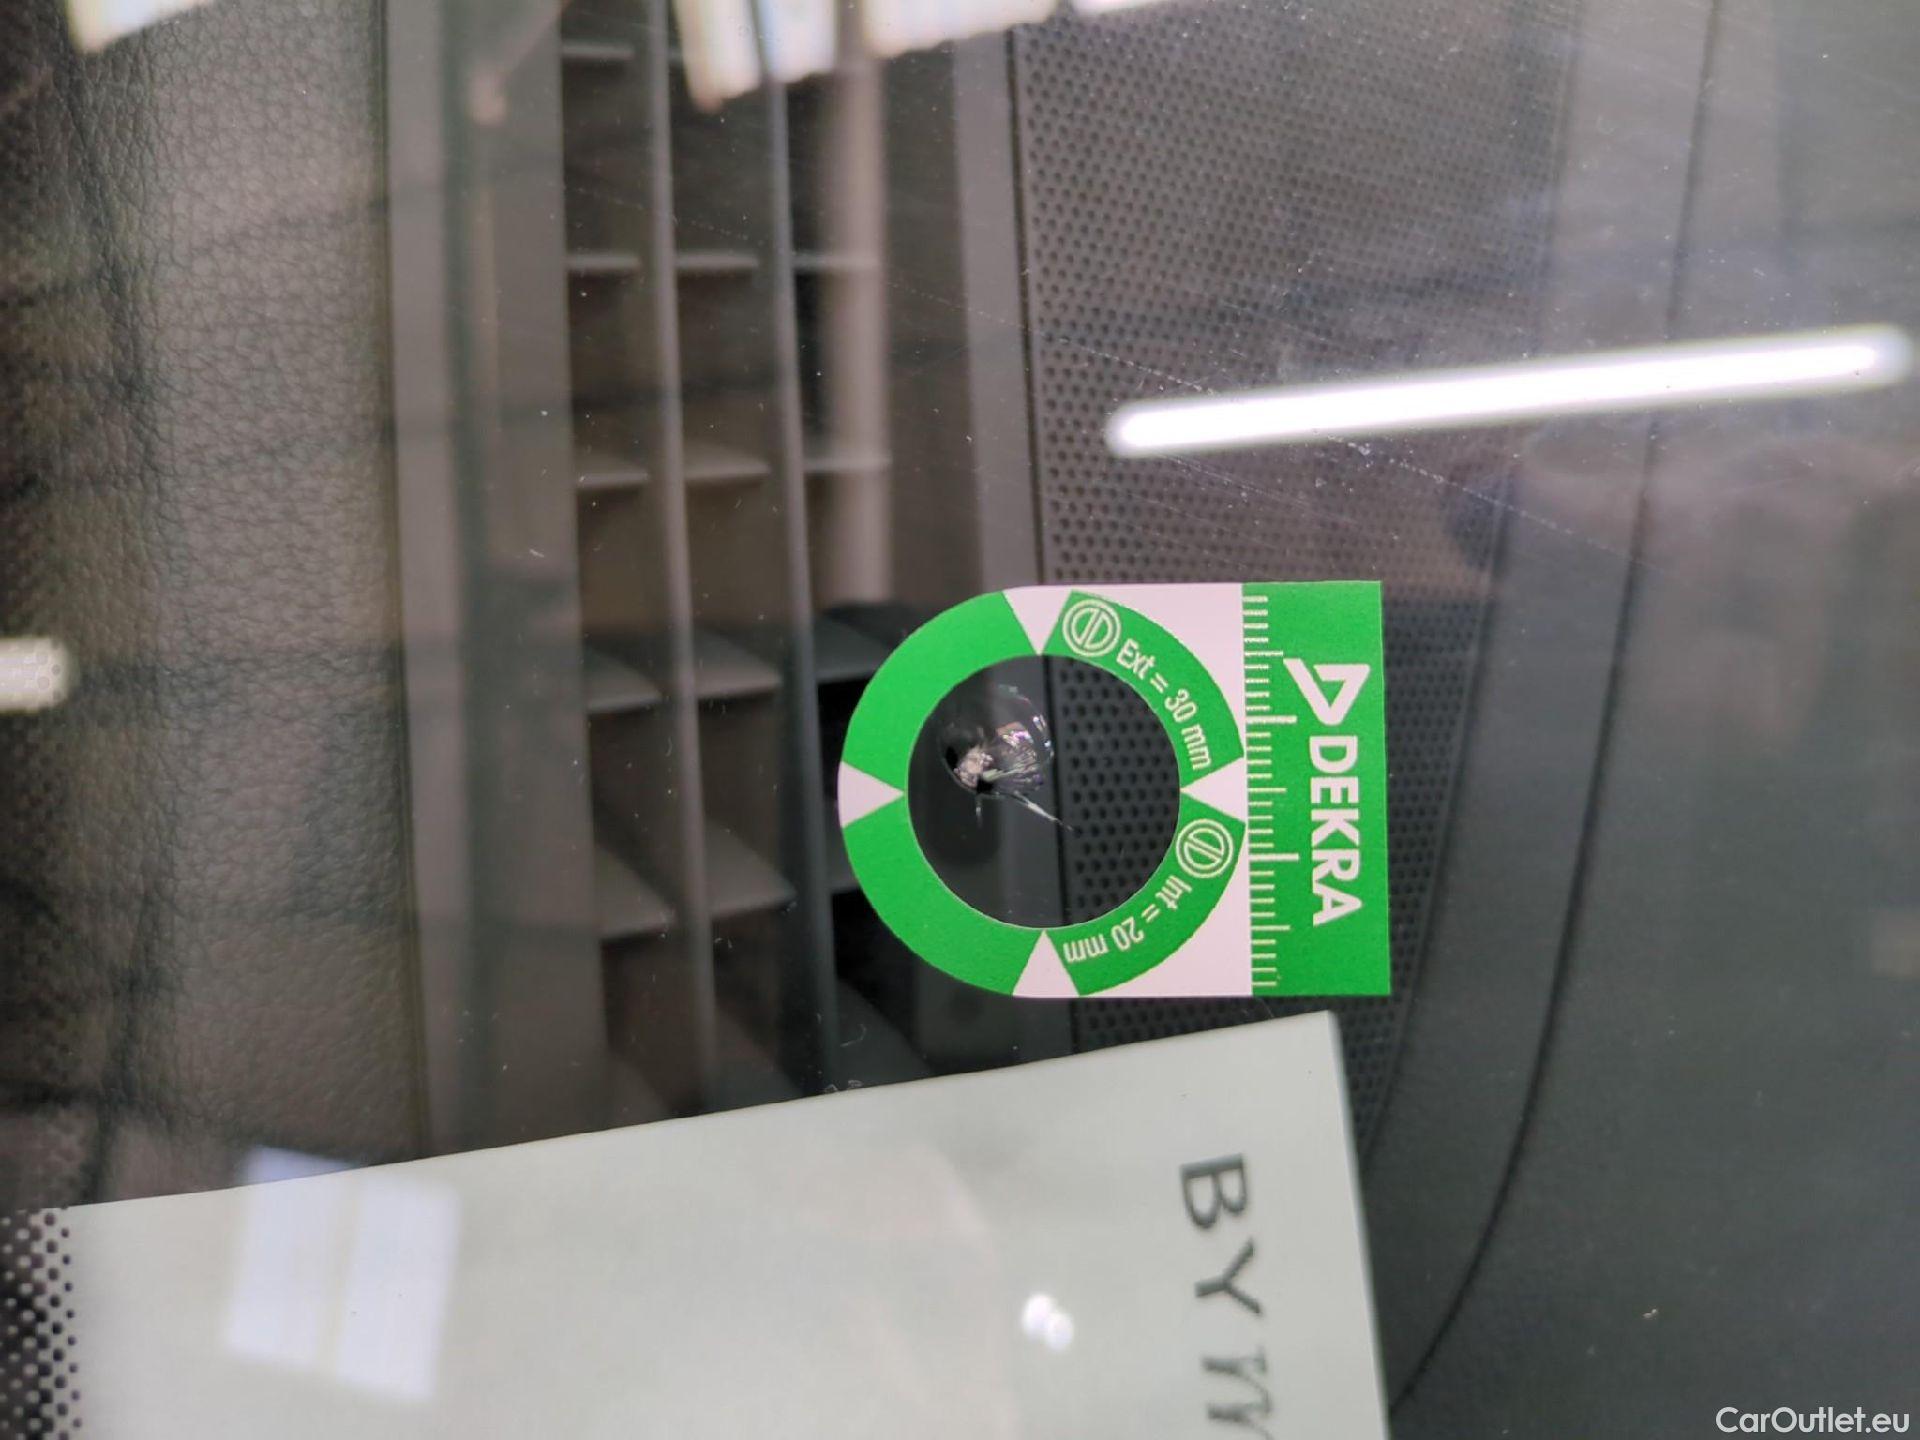 Ext = 30 mm
Int = 20 mm
DEKRA
BY
CarOutlet.eu